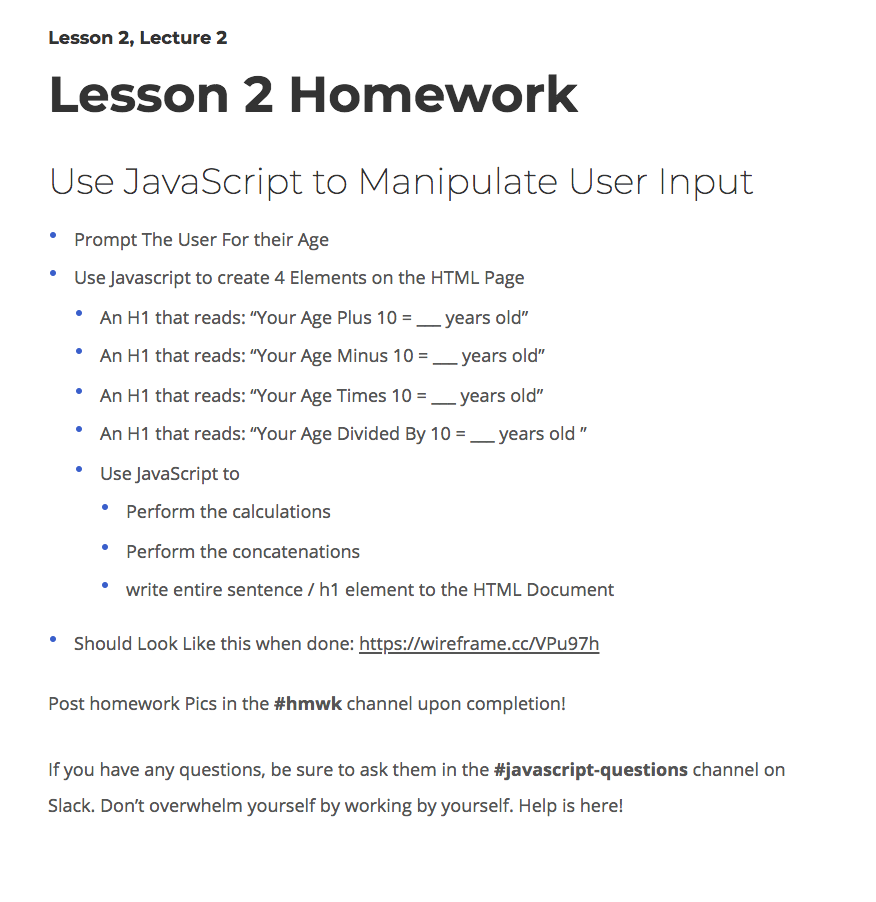 Lesson 2, Lecture 2
Lesson 2 Homework
Use JavaScript to Manipulate User Input
Prompt The User For their Age
Use Javascript to create 4 Elements on the HTML Page
An H1 that reads: “Your Age Plus 10 = ___ years old”
An H1 that reads: “Your Age Minus 10 = ___ years old”
An H1 that reads: “Your Age Times 10 = ___ years old”
An H1 that reads: “Your Age Divided By 10 = ___ years old ”
Use JavaScript to
Perform the calculations
Perform the concatenations
write entire sentence / h1 element to the HTML Document
Should Look Like this when done: https://wireframe.cc/VPu97h
Post homework Pics in the #hmwk channel upon completion!
If you have any questions, be sure to ask them in the #javascript-questions channel on
Slack. Don’t overwhelm yourself by working by yourself. Help is here!